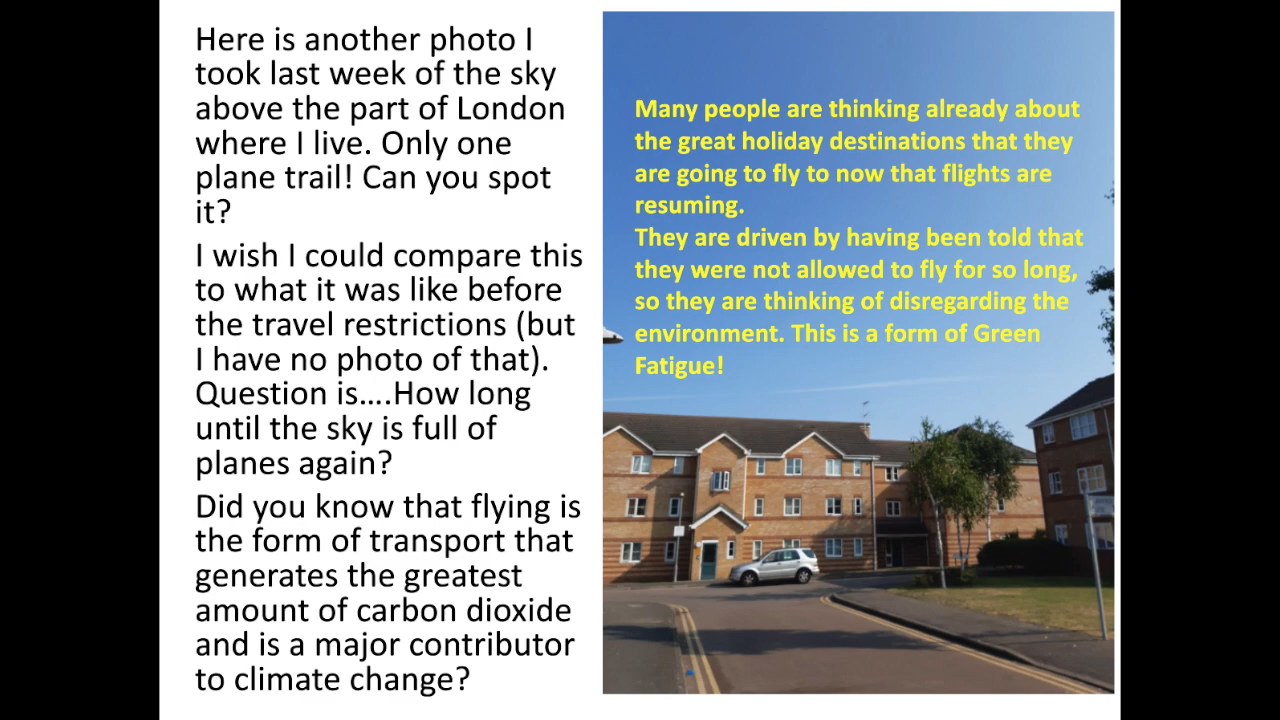 Here is another photo I
took last week of the sky
above the part of London
where I live. Only one
plane trail! Can you spot
it?
I wish I could compare this
to what it was like before
the travel restrictions (but
I have no photo of that).
Question is....How long
until the sky is full of
planes again?
Did you know that flying is
the form of transport that
generates the greatest
amount of carbon dioxide
and is a major contributor
to climate change?
Many people are thinking already about
the great holiday destinations that they
are going to fly to now that flights are
resuming.
They are driven by having been told that
they were not allowed to fly for so long,
so they are thinking of disregarding the
environment. This is a form of Green
Fatigue!